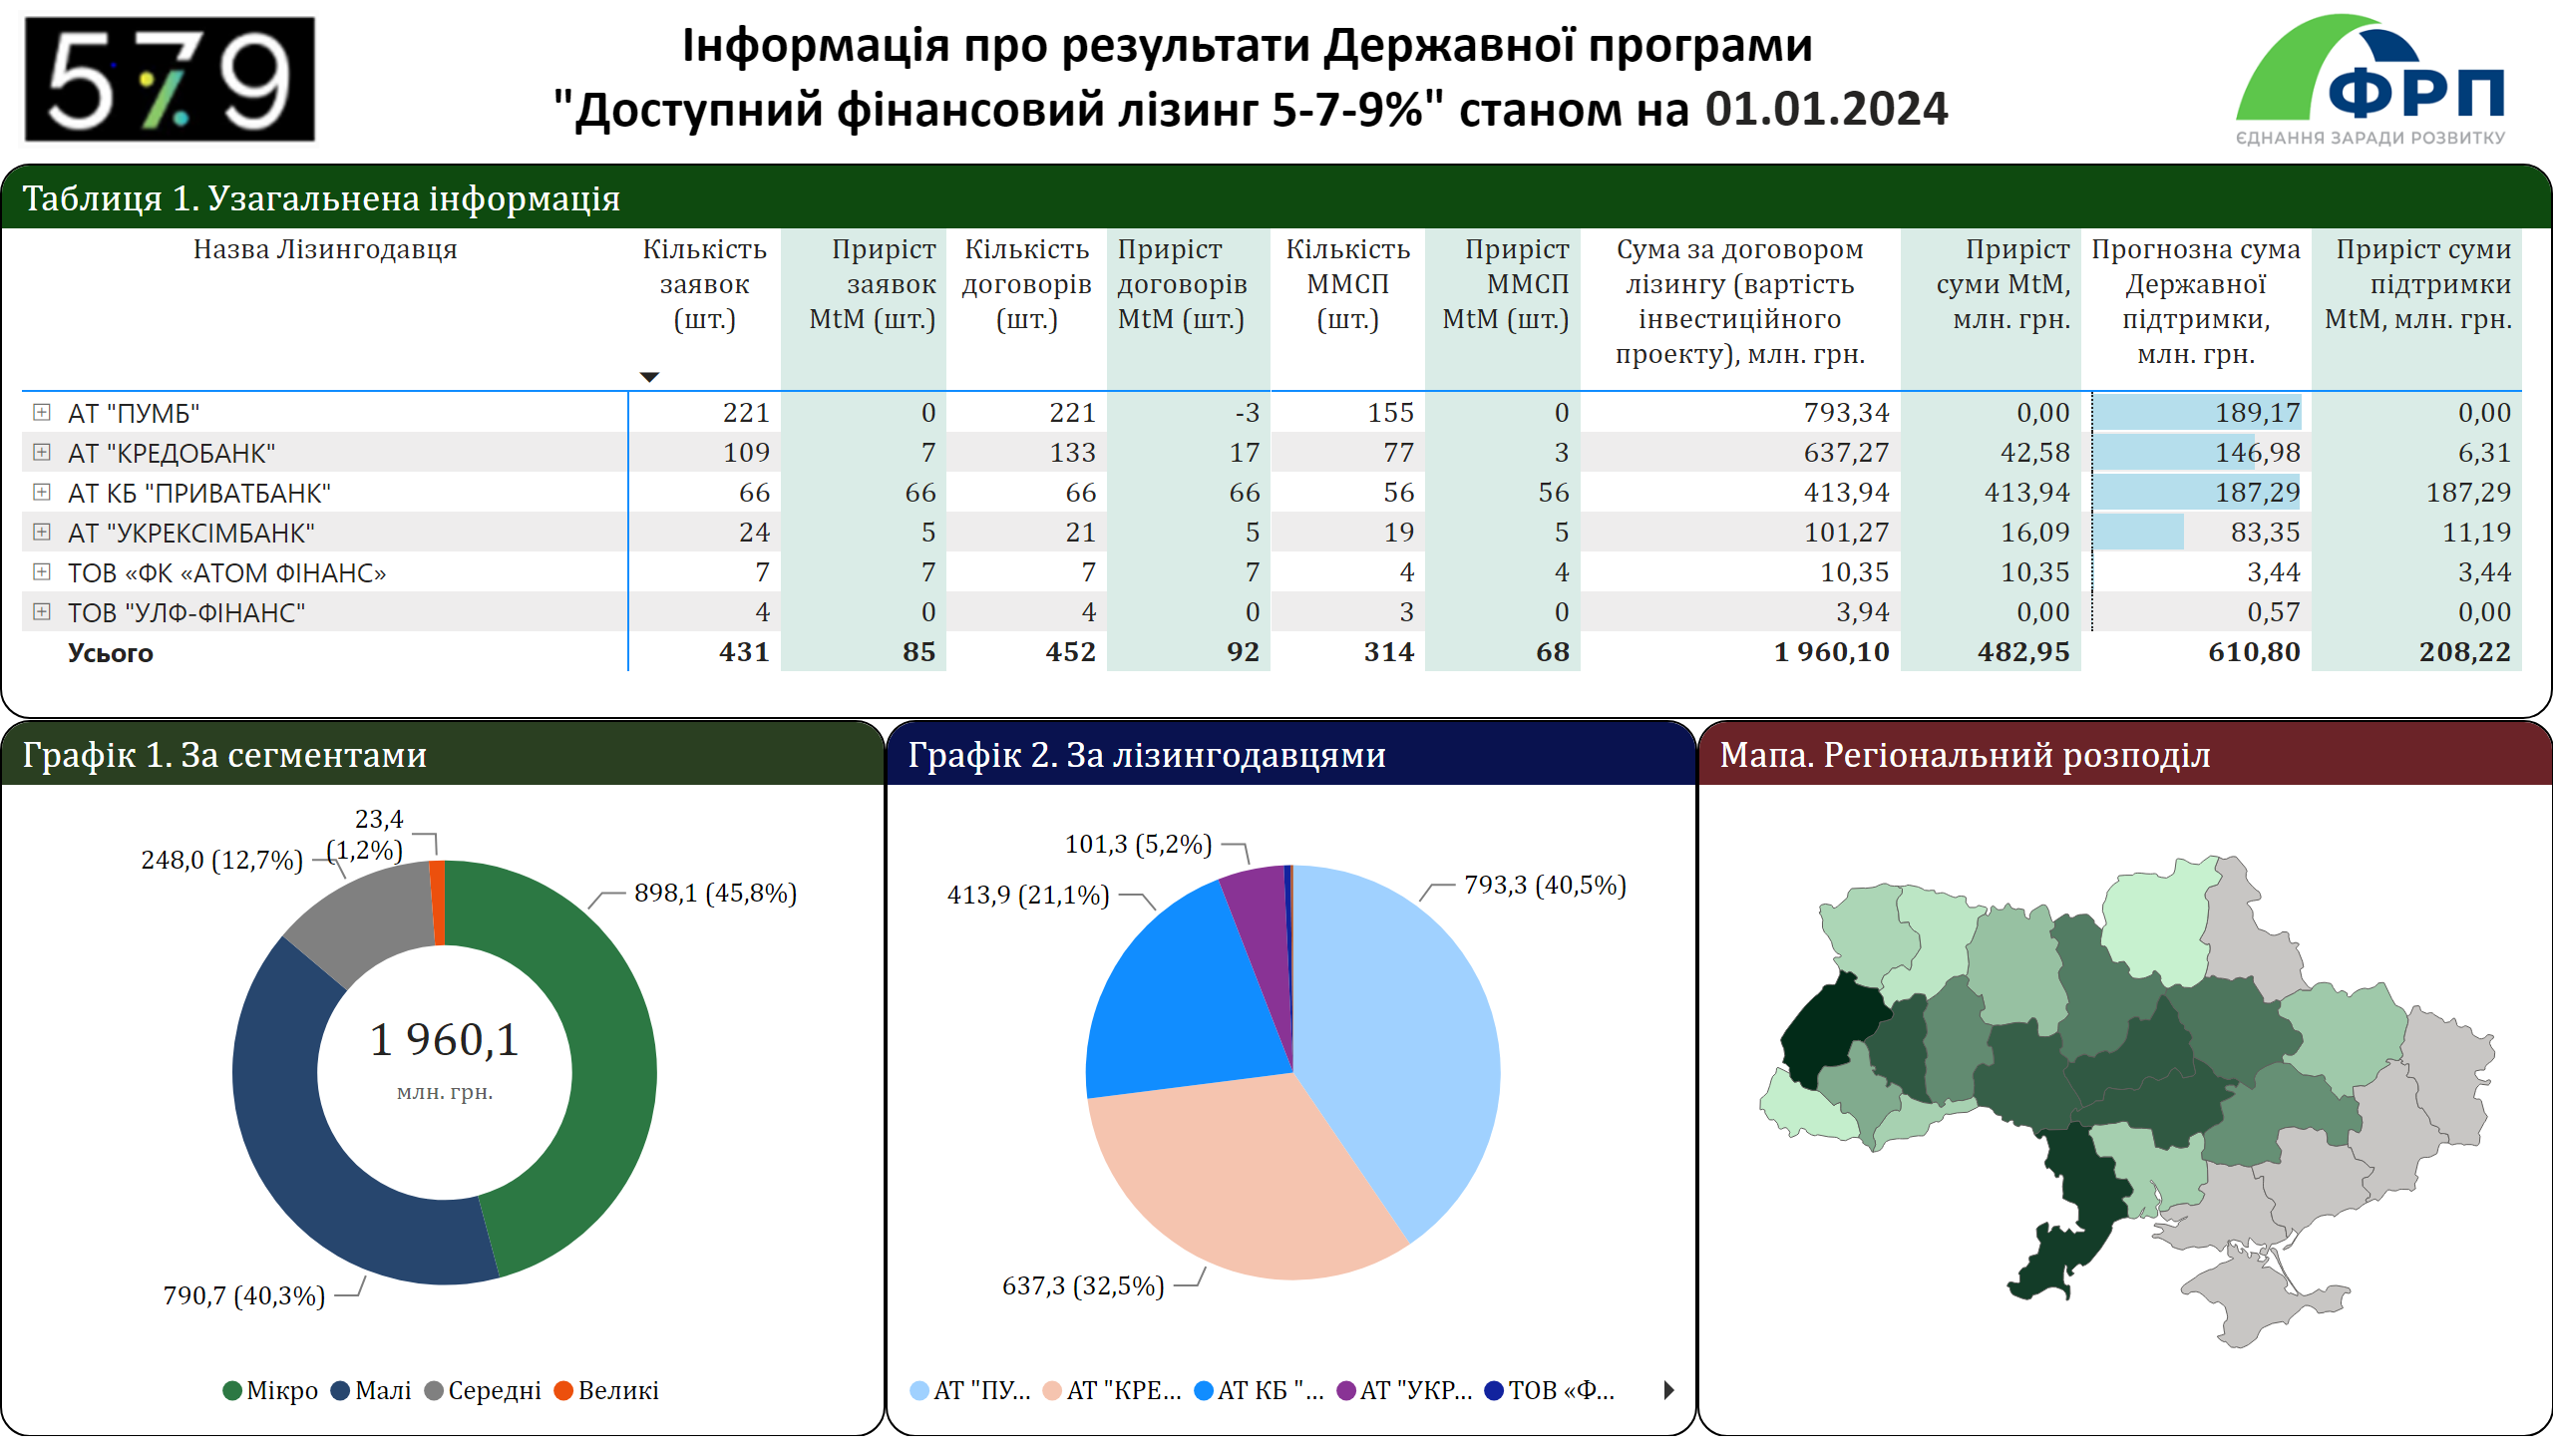 5 7 9
Інформація про результати Державної програми
"Доступний фінансовий лізинг 5-7-9%" станом на 01.01.2024
ФРП
ЄДНАННЯ ЗАРАДИ РОЗВИТКУ
Таблиця 1. Узагальнена інформація
Назва Лізингодавця Кількість заявок (шт.) Приріст заявок MtM (шт.) Кількість договорів (шт.) Приріст договорів MtM (шт.) Кількість ММСП (шт.) Приріст ММСП MtM (шт.) Сума за договором лізингу (вартість інвестиційного проекту), млн. грн. Приріст суми MtM, млн. грн. Прогнозна сума Державної підтримки, млн. грн. Приріст суми підтримки MtM, млн. грн.
АТ "ПУМБ" 221 0 221 -3 155 0 793,34 0,00 189,17 0,00
АТ "КРЕДОБАНК" 109 7 133 17 77 3 637,27 42,58 146,98 6,31
АТ КБ "ПРИВАТБАНК" 66 66 66 66 56 56 413,94 413,94 187,29 187,29
АТ "УКРЕКСІМБАНК" 24 5 21 5 19 5 101,27 16,09 83,35 11,19
ТОВ «ФК «АТОМ ФІНАНС» 7 7 7 7 4 4 10,35 10,35 3,44 3,44
ТОВ "УЛФ-ФІНАНС" 4 0 4 0 3 0 3,94 0,00 0,57 0,00
Усього 431 85 452 92 314 68 1 960,10 482,95 610,80 208,22
Графік 1. За сегментами
23,4
(1,2%)
248,0 (12,7%)
898,1 (45,8%)
1 960,1
млн. грн.
790,7 (40,3%)
Мікро Малі Середні Великі
Графік 2. За лізингодавцями
101,3 (5,2%)
793,3 (40,5%)
413,9 (21,1%)
637,3 (32,5%)
АТ "ПУ... АТ "КРЕ... АТ КБ "... АТ "УКР... ТОВ «Ф...
Мапа. Регіональний розподіл